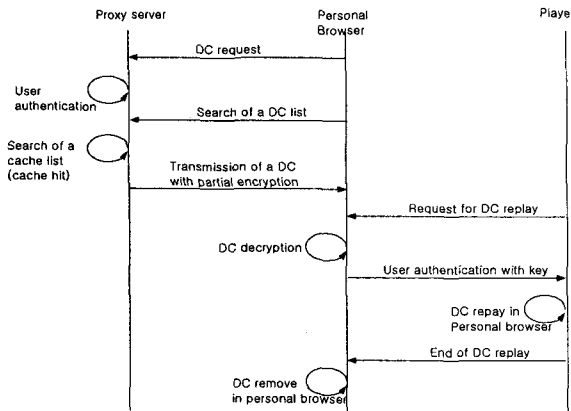 Proxy server
Personal
Browser
Playe
DC request
User
authentication
Search of a DC list
Search of a
cache list
(cache hit)
Transmission of a DC
with partial encryption
Request for DC replay
DC decryption
User authentication with key
DC repay in
Personal browser
End of DC replay
DC remove
in personal browser